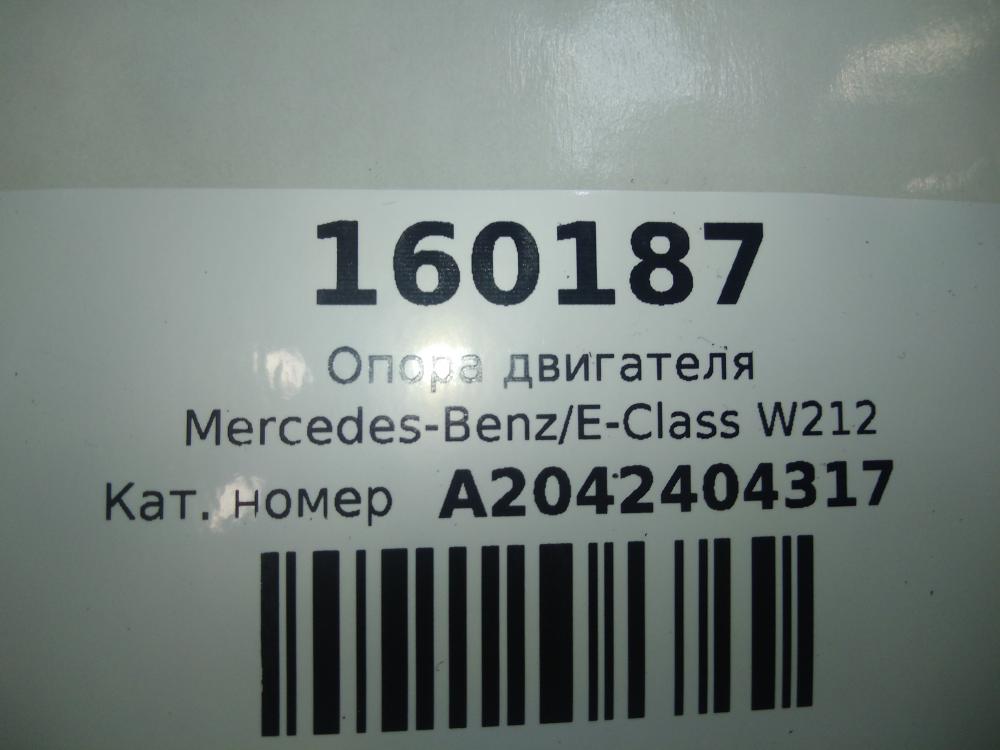 160187
Опора двигателя
Mercedes-Benz/E-Class W212
Кат. номер A2042404317